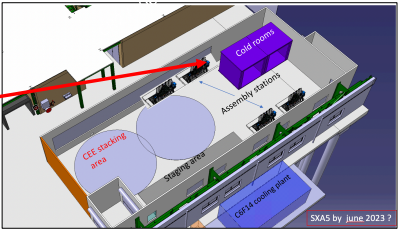 Cold rooms
Assembly stations
CEE stacking
area
Staging area
C6F14 cooling plant
SXA5 by june 2023 ?